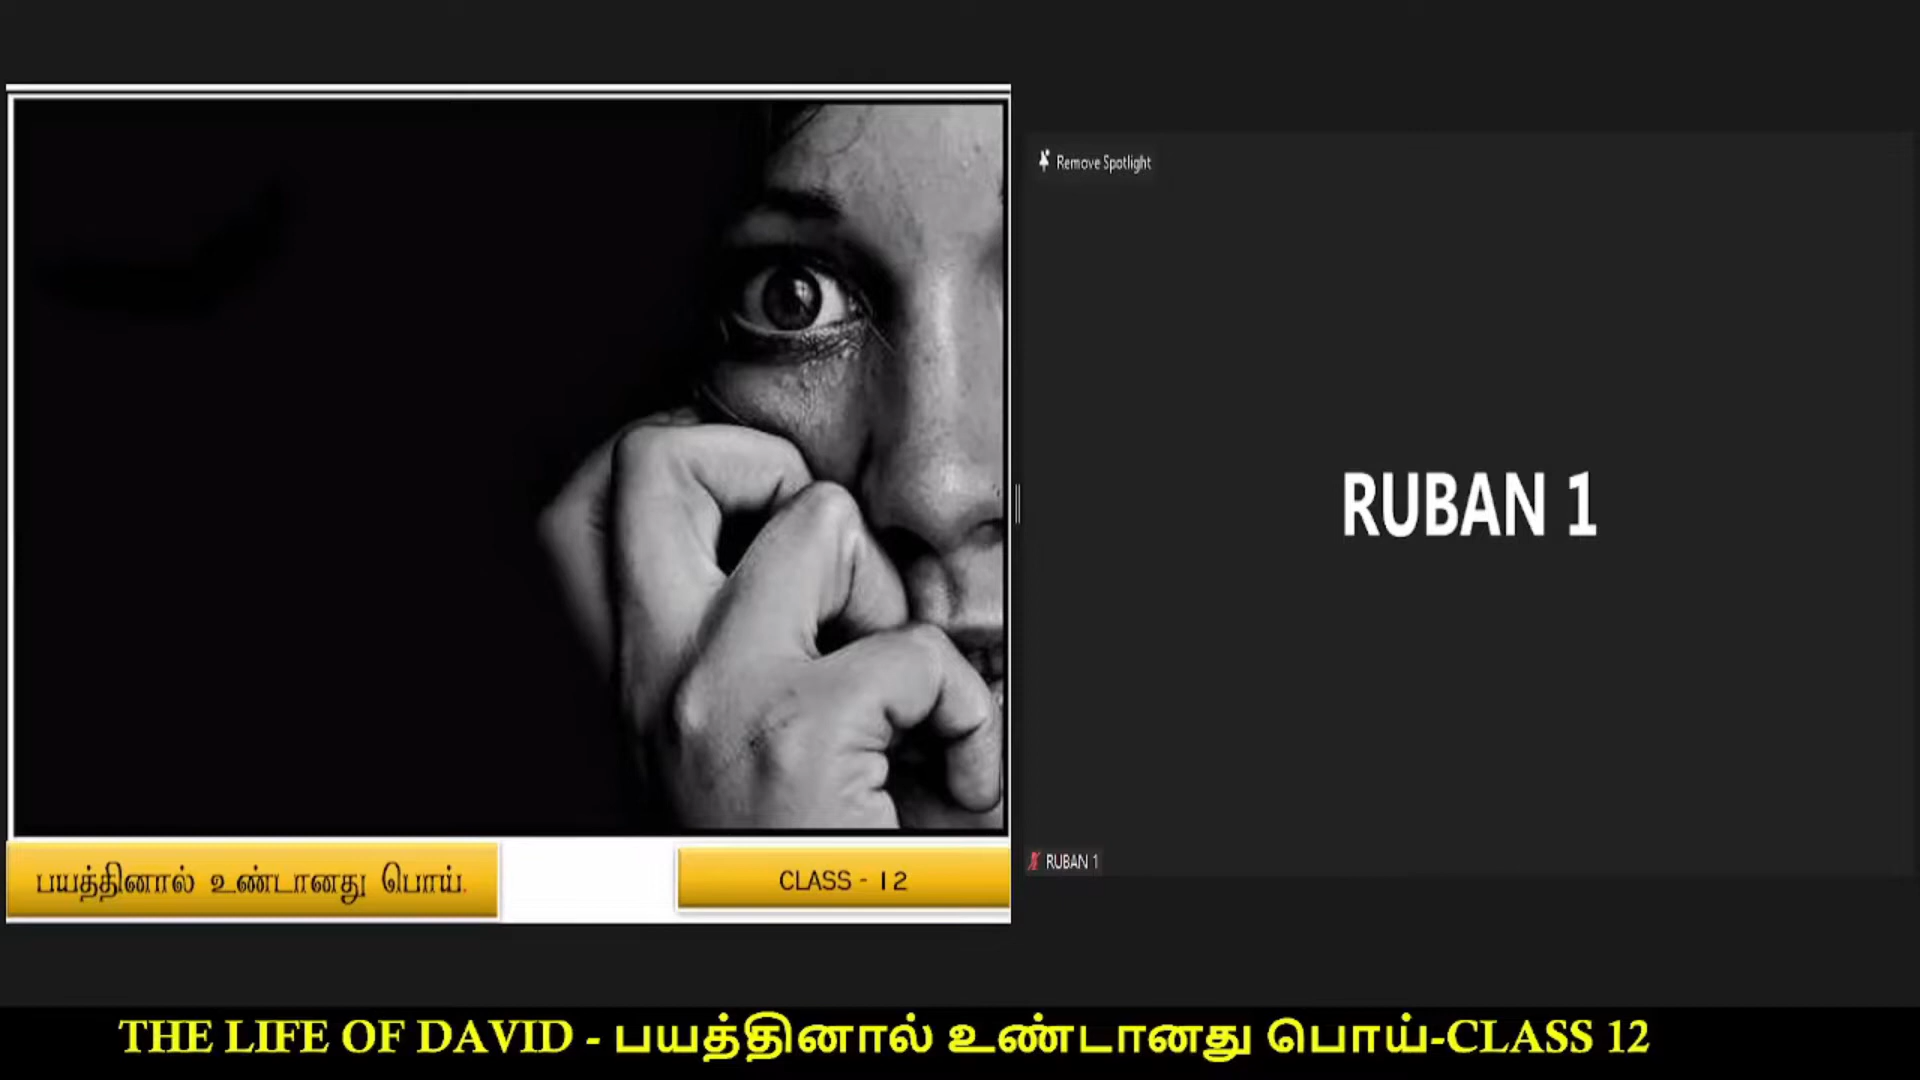 Remove Spotlight
RUBAN 1
RUBAN 1
பயத்தினால் உண்டானது பொய்.
CLASS - 12
THE LIFE OF DAVID - பயத்தினால் உண்டானது பொய்-CLASS 12